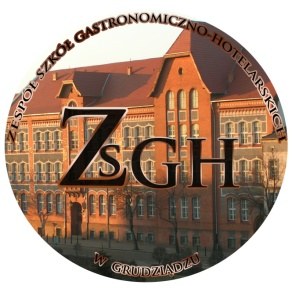 ZESPÓŁ SZKÓŁ GASTRONOMICZNO-HOTELARSKICH
ZSGH
W GRUDZIĄDZU